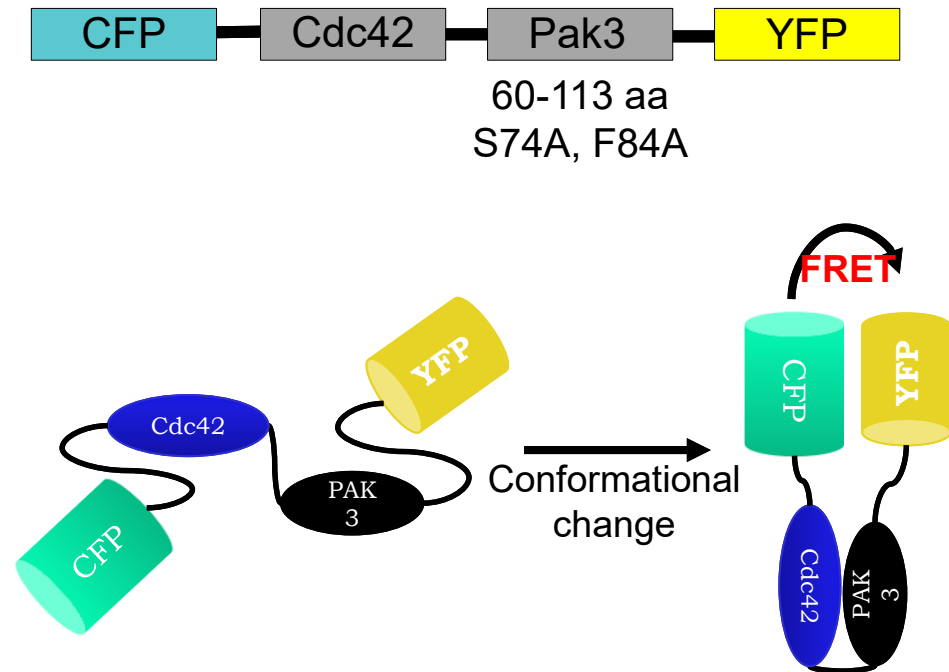 CFP Cdc42 Pak3 YFP
60-113 aa
S74A, F84A
FRET
YFP
CFP
YFP
Cdc42
PAK
3
Conformational
change
CFP
Cdc42
PAK
3